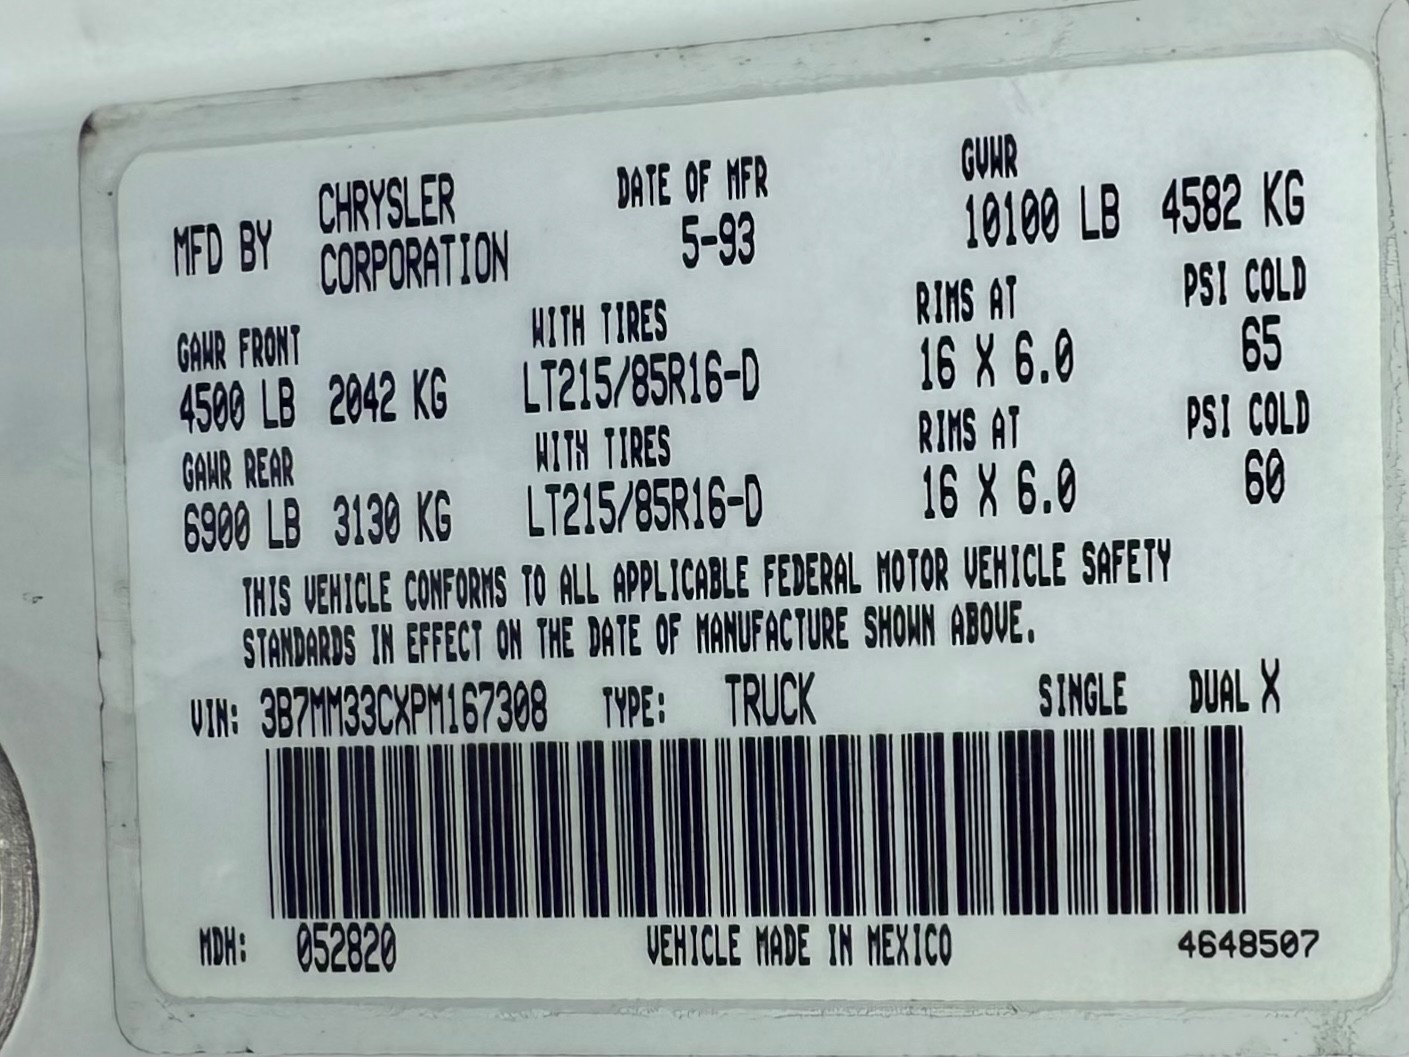 MFD BY CHRYSLER CORPORATION DATE OF MFR 5-93 GVWR 10100 LB 4582 KG
GAWR FRONT WITH TIRES RIMS AT PSI COLD
4500 LB 2042 KG LT215/85R16-D 16 X 6.0 65
GAWR REAR WITH TIRES RIMS AT PSI COLD
6900 LB 3130 KG LT215/85R16-D 16 X 6.0 60
THIS VEHICLE CONFORMS TO ALL APPLICABLE FEDERAL MOTOR VEHICLE SAFETY
STANDARDS IN EFFECT ON THE DATE OF MANUFACTURE SHOWN ABOVE.
VIN: 3B7MM33CXPM167308 TYPE: TRUCK SINGLE DUAL X
MDH: 052820 VEHICLE MADE IN MEXICO 4648507